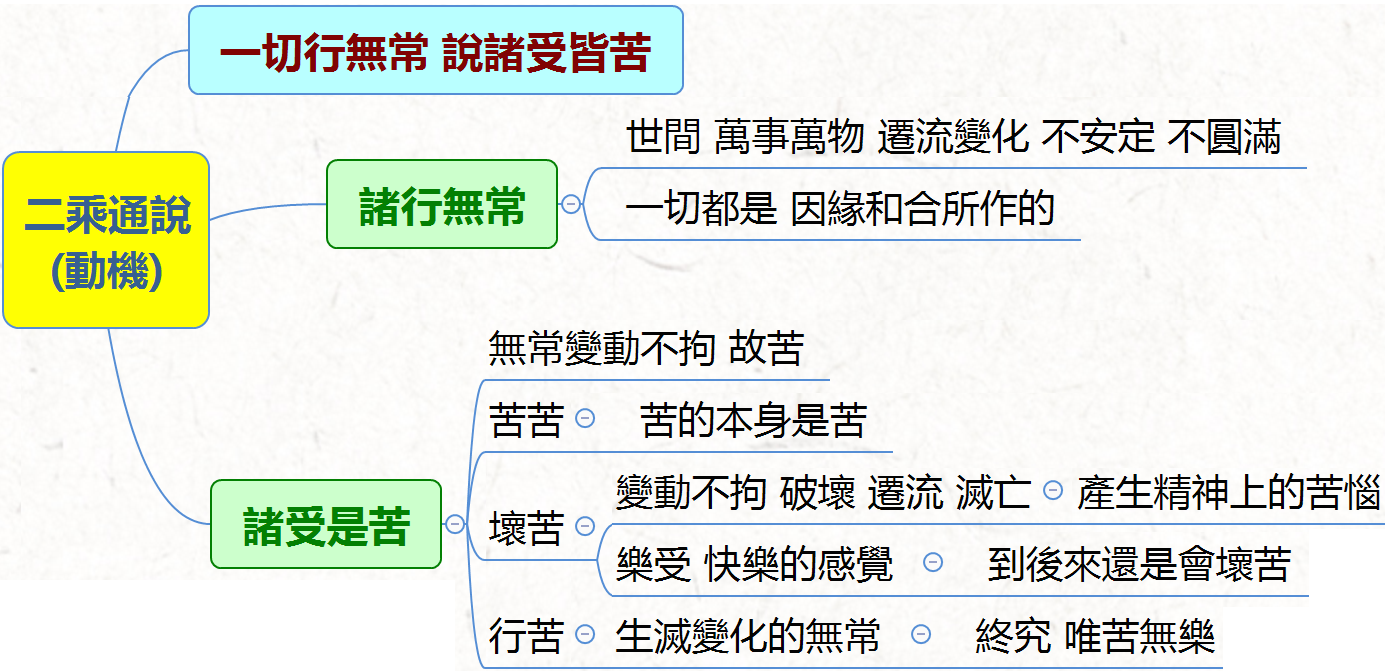 一切行無常 說諸受皆苦
二乘通說
(動機)
諸行無常
世間 萬事萬物 遷流變化 不安定 不圓滿
一切都是 因緣和合所作的
諸受是苦
無常變動不拘 故苦
苦苦 苦的本身是苦
壞苦
變動不拘 破壞 遷流 滅亡 產生精神上的苦惱
樂受 快樂的感覺 到後來還是會壞苦
行苦 生滅變化的無常 終究 唯苦無樂